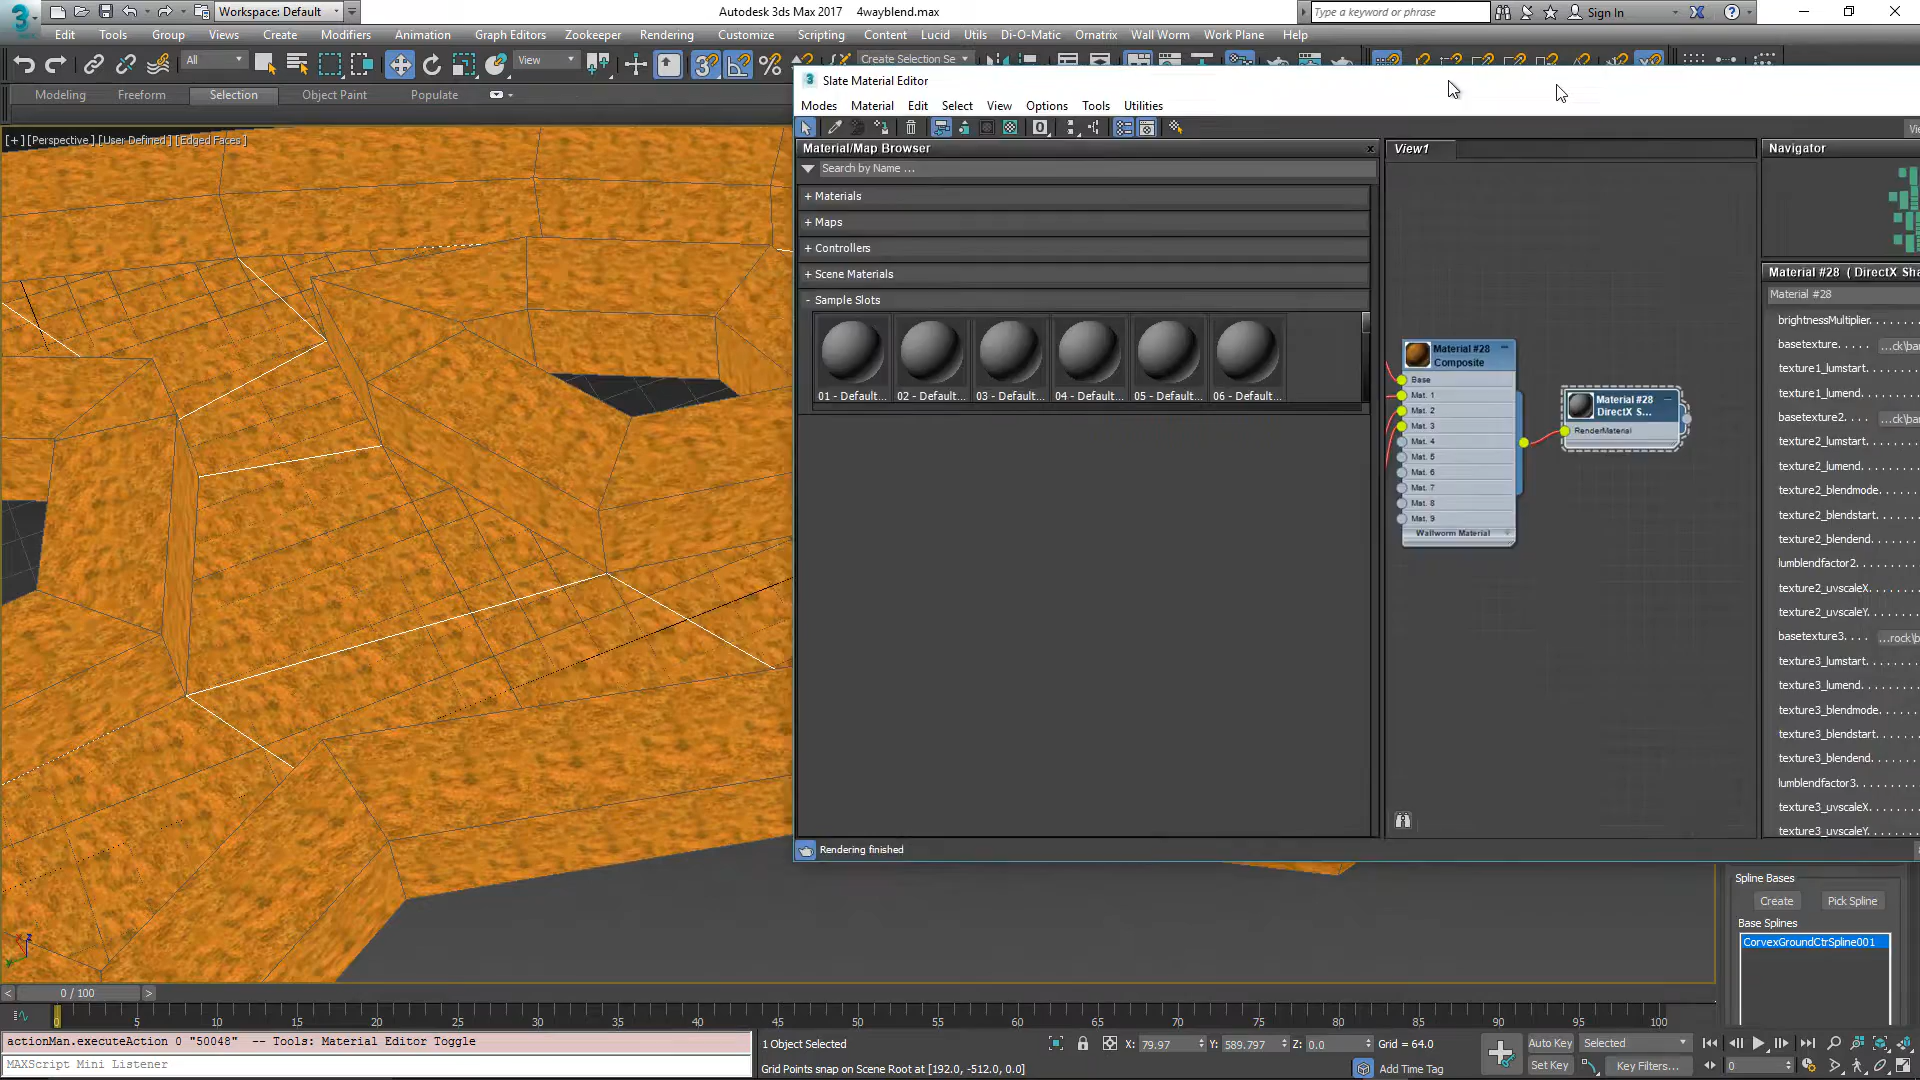 Workspace: Default
Autodesk 3ds Max 2017    4wayblend.max
Type a keyword or phrase
Sign In
Edit Tools Group Views Create Modifiers Animation Graph Editors Zookeeper Rendering Customize Scripting Content Lucid Utils Di-O-Matic Ornatrix Wall Worm Work Plane Help
All
View
Create Selection Se
Modeling Freeform Selection Object Paint Populate
[+] [Perspective] [User Defined] [Edged Faces]
Slate Material Editor
Modes Material Edit Select View Options Tools Utilities
Material/Map Browser
Search by Name ...
+ Materials
+ Maps
+ Controllers
+ Scene Materials
- Sample Slots
01 - Default... 02 - Default... 03 - Default... 04 - Default... 05 - Default... 06 - Default...
Rendering finished
View1
Material #28
Composite
Base
Mat. 1
Mat. 2
Mat. 3
Mat. 4
Mat. 5
Mat. 6
Mat. 7
Mat. 8
Mat. 9
Wallworm Material
Material #28
DirectX S...
RenderMaterial
Navigator
Material #28 ( DirectX Sha
Material #28
brightnessMultiplier. . . .
basetexture. . . . . ...ck\ba
texture1_lumstart. . . .
texture1_lumend. . . . .
basetexture2. . . . . ...ck\ba
texture2_lumstart. . . .
texture2_lumend. . . . .
texture2_blendmode. . . .
texture2_blendstart. . . .
texture2_blendend. . . .
lumblendfactor2. . . . .
texture2_uvscaleX. . . .
texture2_uvscaleY. . . .
basetexture3. . . . ...rock\b
texture3_lumstart. . . .
texture3_lumend. . . . .
texture3_blendmode. . . .
texture3_blendstart. . . .
texture3_blendend. . . .
lumblendfactor3. . . . .
texture3_uvscaleX. . . .
texture3_uvscaleY. . . .
Spline Bases
Create Pick Spline
Base Splines
CorvexGroundCtrSpline001
< 0 / 100 >
0 5 10 15 20 25 30 35 40 45 50 55 60 65 70 75 80 85 90 95 100
actionMan.executeAction 0 "50048"  -- Tools: Material Editor Toggle
MAXScript Mini Listener
1 Object Selected
X: 79.97 Y: 589.797 Z: 0.0 Grid = 64.0
Grid Points snap on Scene Root at [192.0, -512.0, 0.0]
Add Time Tag
Auto Key Selected
Set Key Key Filters...
0